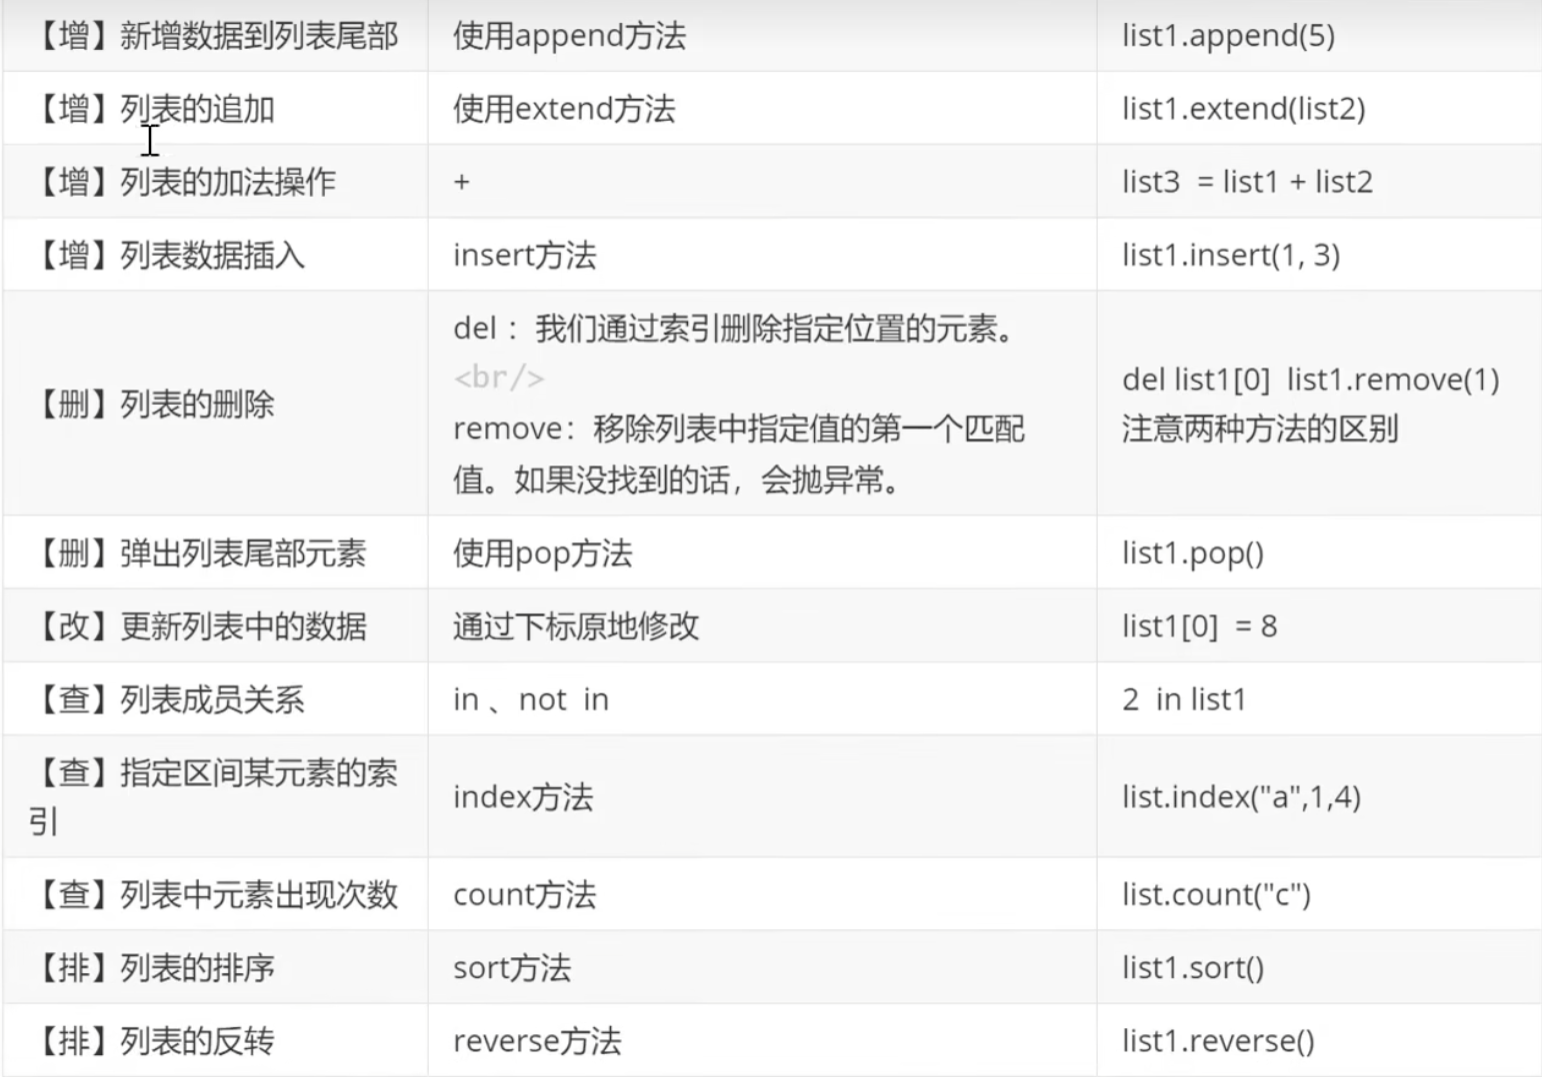 【增】新增数据到列表尾部 使用append方法 list1.append(5)
【增】列表的追加 使用extend方法 list1.extend(list2)
【增】列表的加法操作 + list3 = list1 + list2
【增】列表数据插入 insert方法 list1.insert(1, 3)
【删】列表的删除
del ：我们通过索引删除指定位置的元素。
<br/>
remove：移除列表中指定值的第一个匹配
值。如果没找到的话，会抛异常。
del list1[0] list1.remove(1)
注意两种方法的区别
【删】弹出列表尾部元素 使用pop方法 list1.pop()
【改】更新列表中的数据 通过下标原地修改 list1[0] = 8
【查】列表成员关系 in 、not in 2 in list1
【查】指定区间某元素的索
引
index方法 list.index("a",1,4)
【查】列表中元素出现次数 count方法 list.count("c")
【排】列表的排序 sort方法 list1.sort()
【排】列表的反转 reverse方法 list1.reverse()